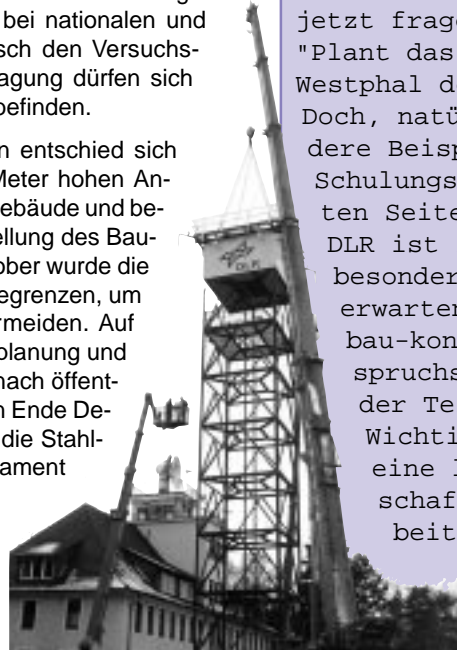 bei nationalen und
sch den Versuchs-
agung dürfen sich
befinden.
n entschied sich
Meter hohen An-
ebäude und be-
ellung des Bau-
ober wurde die
egrenzen, um
rmeiden. Auf
planung und
nach öffent-
n Ende De-
die Stahl-
ament
jetzt frage
"Plant das
Westphal d
Doch, natü
dere Beisp
Schulungs
ten Seite
DLR ist
besonder
erwarten
bau-kon
spruchs
der Te
Wichti
eine
schaf
beit
DLR